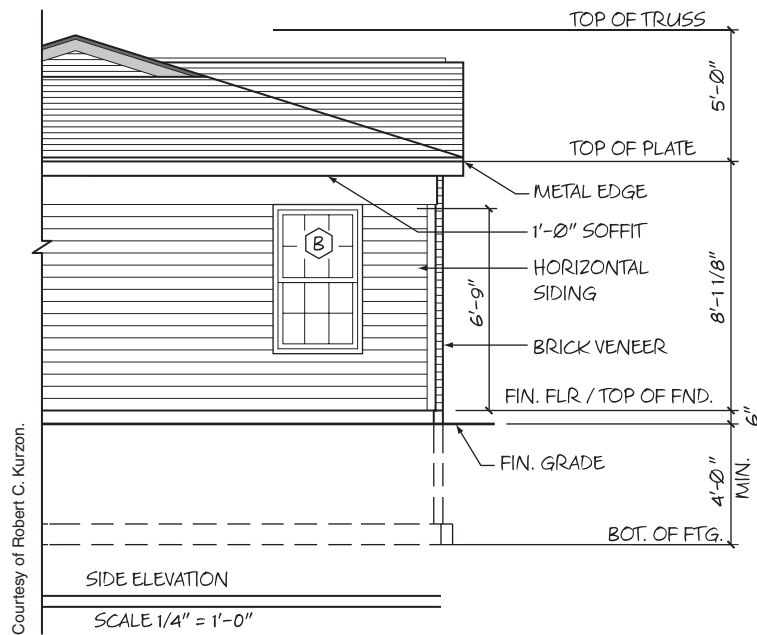 TOP OF TRUSS
5'-0"
TOP OF PLATE
METAL EDGE
1'-0" SOFFIT
B
HORIZONTAL
SIDING
8'-11/8"
6'-9"
BRICK VENEER
FIN. FLR / TOP OF FND.
6"
FIN. GRADE
4'-0"
MIN.
BOT. OF FTG.
SIDE ELEVATION
SCALE 1/4" = 1'-0"
Courtesy of Robert C. Kurzon.